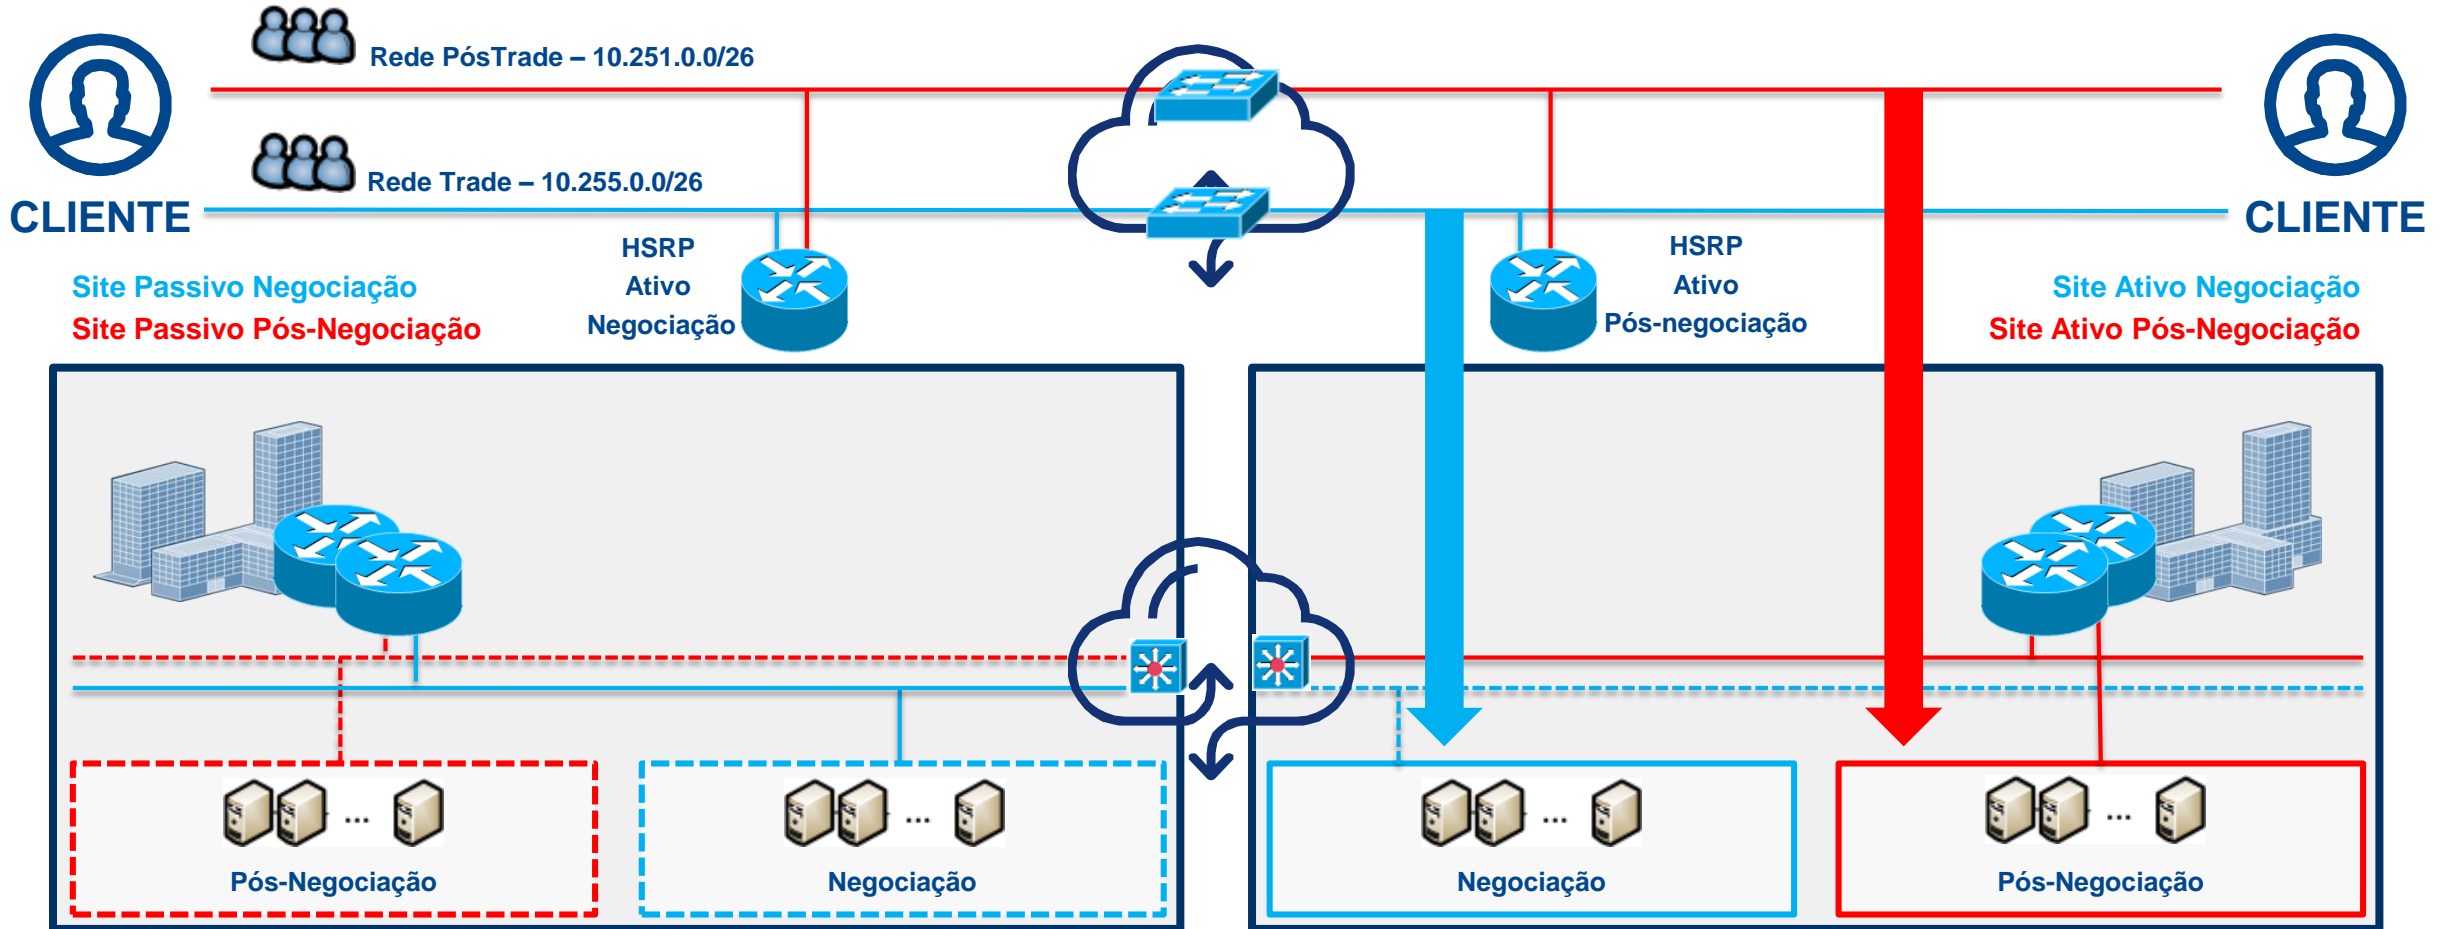 Rede PósTrade – 10.251.0.0/26
Rede Trade – 10.255.0.0/26
CLIENTE
CLIENTE
HSRP
Ativo
Negociação
HSRP
Ativo
Pós-negociação
Site Passivo Negociação
Site Passivo Pós-Negociação
Site Ativo Negociação
Site Ativo Pós-Negociação
...
Pós-Negociação
...
Negociação
...
Negociação
...
Pós-Negociação